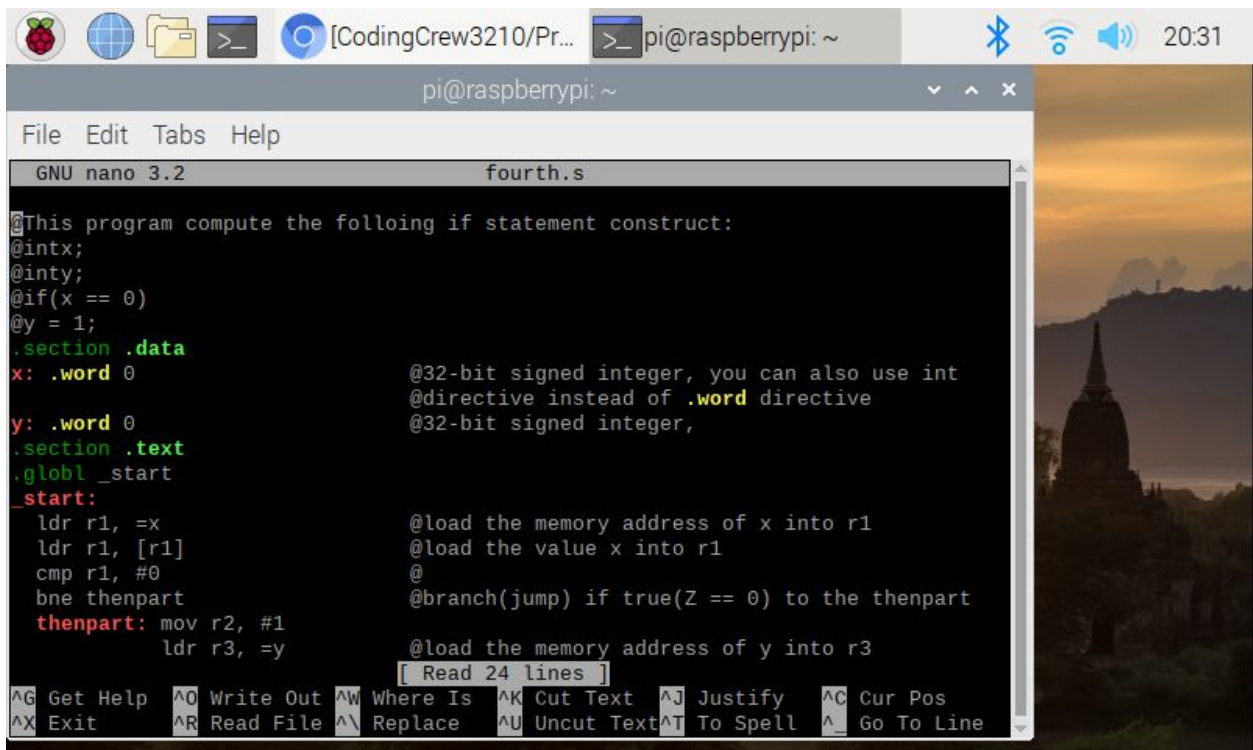 >_ [CodingCrew3210/Pr... >_ pi@raspberrypi: ~ 20:31
pi@raspberrypi: ~
File Edit Tabs Help
GNU nano 3.2 fourth.s
@This program compute the folloing if statement construct:
@intx;
@inty;
@if(x == 0)
@y = 1;
.section .data
x: .word 0 @32-bit signed integer, you can also use int
@directive instead of .word directive
y: .word 0 @32-bit signed integer,
.section .text
.globl _start
_start:
ldr r1, =x @load the memory address of x into r1
ldr r1, [r1] @load the value x into r1
cmp r1, #0 @
bne thenpart @branch(jump) if true(Z == 0) to the thenpart
thenpart: mov r2, #1
ldr r3, =y @load the memory address of y into r3
[ Read 24 lines ]
^G Get Help ^O Write Out ^W Where Is ^K Cut Text ^J Justify ^C Cur Pos
^X Exit ^R Read File ^\ Replace ^U Uncut Text ^T To Spell ^_ Go To Line